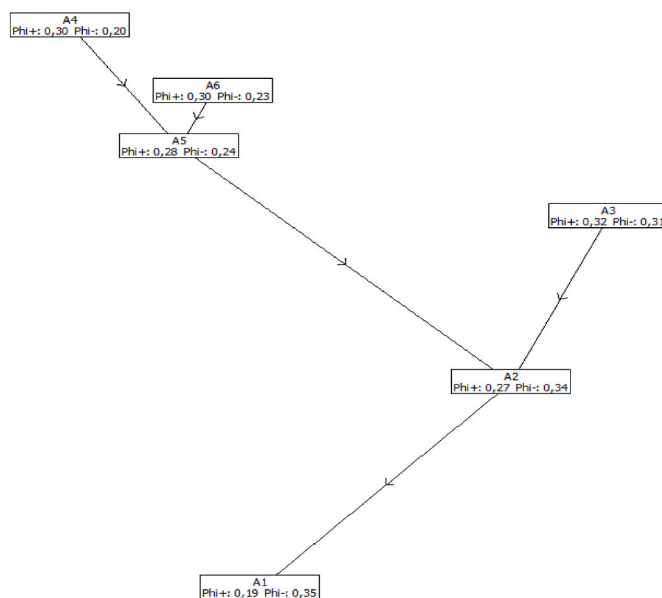 A4
Phi+: 0,30 Phi-: 0,20
A6
Phi+: 0,30 Phi-: 0,23
A5
Phi+: 0,28 Phi-: 0,24
A3
Phi+: 0,32 Phi-: 0,31
A2
Phi+: 0,27 Phi-: 0,34
A1
Phi+: 0,19 Phi-: 0,35